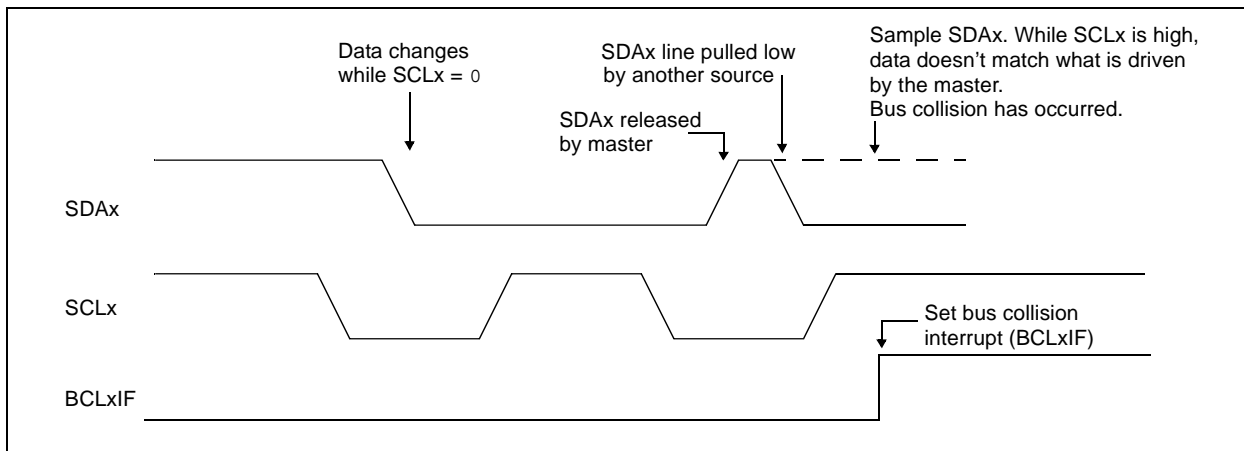 Data changes
while SCLx = 0
SDAx line pulled low
by another source
Sample SDAx. While SCLx is high,
data doesn't match what is driven
by the master.
Bus collision has occurred.
SDAx released
by master
SDAx
SCLx
Set bus collision
interrupt (BCLxIF)
BCLxIF